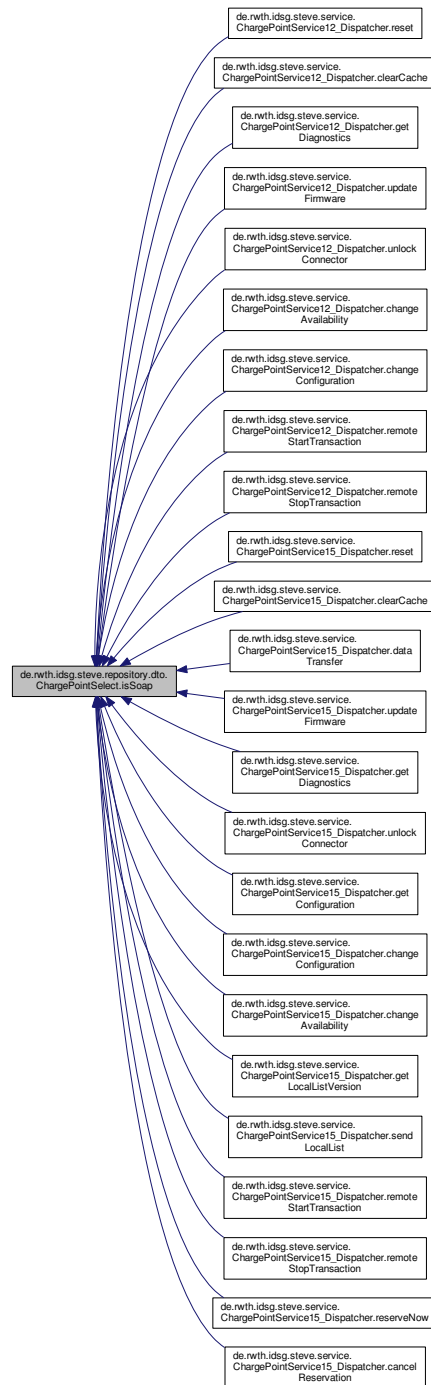 de.rwth.idsg.steve.service.
ChargePointService12_Dispatcher.reset
de.rwth.idsg.steve.service.
ChargePointService12_Dispatcher.clearCache
de.rwth.idsg.steve.service.
ChargePointService12_Dispatcher.get
Diagnostics
de.rwth.idsg.steve.service.
ChargePointService12_Dispatcher.update
Firmware
de.rwth.idsg.steve.service.
ChargePointService12_Dispatcher.unlock
Connector
de.rwth.idsg.steve.service.
ChargePointService12_Dispatcher.change
Availability
de.rwth.idsg.steve.service.
ChargePointService12_Dispatcher.change
Configuration
de.rwth.idsg.steve.service.
ChargePointService12_Dispatcher.remote
StartTransaction
de.rwth.idsg.steve.service.
ChargePointService12_Dispatcher.remote
StopTransaction
de.rwth.idsg.steve.service.
ChargePointService15_Dispatcher.reset
de.rwth.idsg.steve.service.
ChargePointService15_Dispatcher.clearCache
de.rwth.idsg.steve.service.
ChargePointService15_Dispatcher.data
Transfer
de.rwth.idsg.steve.repository.dto.
ChargePointSelect.isSoap
de.rwth.idsg.steve.service.
ChargePointService15_Dispatcher.update
Firmware
de.rwth.idsg.steve.service.
ChargePointService15_Dispatcher.get
Diagnostics
de.rwth.idsg.steve.service.
ChargePointService15_Dispatcher.unlock
Connector
de.rwth.idsg.steve.service.
ChargePointService15_Dispatcher.get
Configuration
de.rwth.idsg.steve.service.
ChargePointService15_Dispatcher.change
Configuration
de.rwth.idsg.steve.service.
ChargePointService15_Dispatcher.change
Availability
de.rwth.idsg.steve.service.
ChargePointService15_Dispatcher.get
LocalListVersion
de.rwth.idsg.steve.service.
ChargePointService15_Dispatcher.send
LocalList
de.rwth.idsg.steve.service.
ChargePointService15_Dispatcher.remote
StartTransaction
de.rwth.idsg.steve.service.
ChargePointService15_Dispatcher.remote
StopTransaction
de.rwth.idsg.steve.service.
ChargePointService15_Dispatcher.reserveNow
de.rwth.idsg.steve.service.
ChargePointService15_Dispatcher.cancel
Reservation